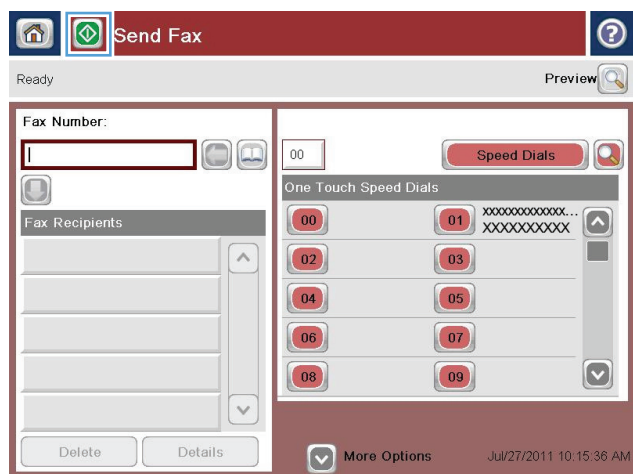 Send Fax
?
Ready
Preview
Fax Number:
00
Speed Dials
One Touch Speed Dials
Fax Recipients
00
01 XXXXXXXXXXXXX...
XXXXXXXXXX
02
03
04
05
06
07
08
09
Delete
Details
More Options
Jul/27/2011 10:15:36 AM